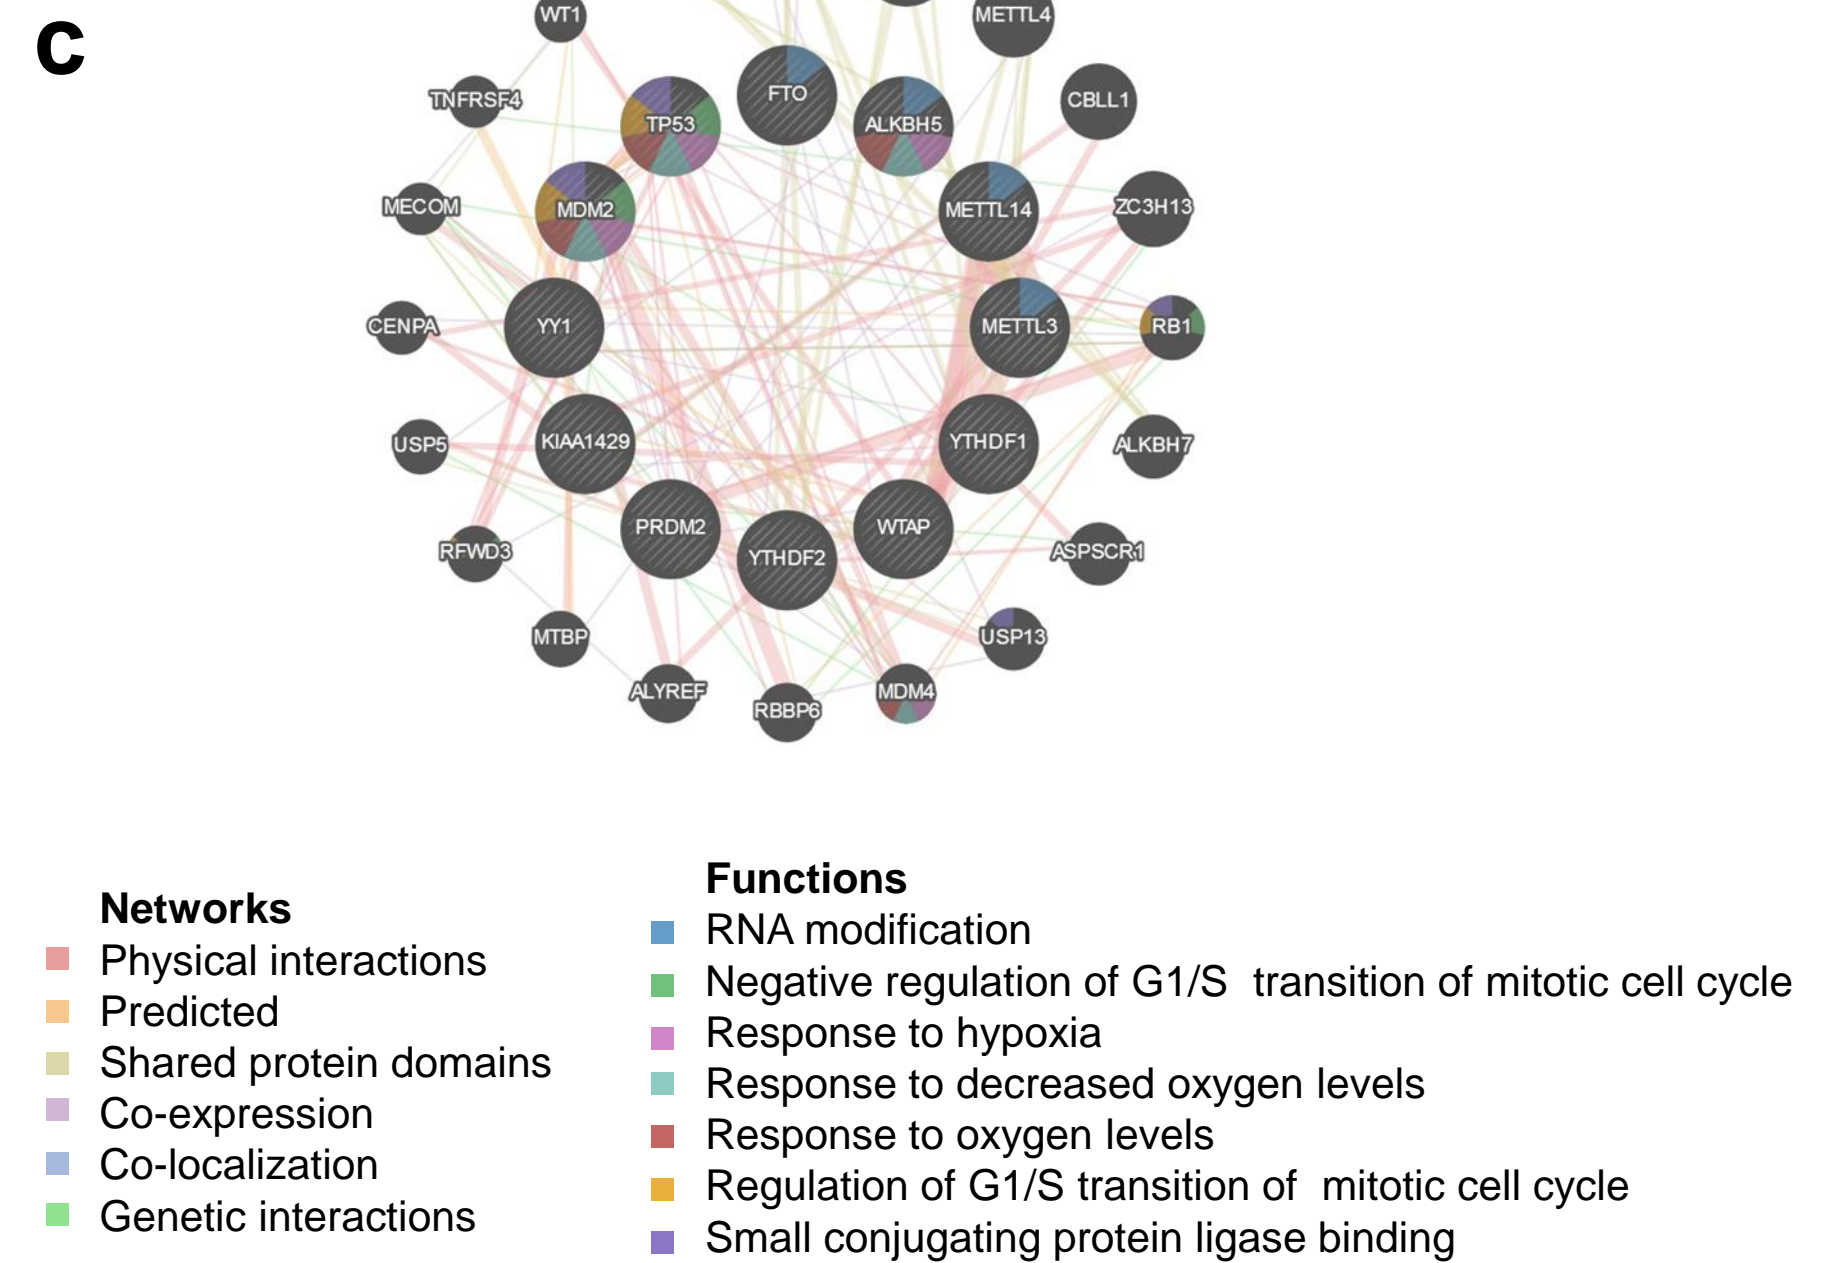 c
WT1
METTL4
TNFRSF4
TP53
FTO
ALKBH5
CBLL1
MECOM
MDM2
METTL14
ZC3H13
CENPA
YY1
METTL3
RB1
USP5
KIAA1429
YTHDF1
ALKBH7
RFWD3
PRDM2
YTHDF2
WTAP
ASPSCR1
MTBP
USP13
ALYREF
RBBP6
MDM4
Networks
Physical interactions
Predicted
Shared protein domains
Co-expression
Co-localization
Genetic interactions
Functions
RNA modification
Negative regulation of G1/S transition of mitotic cell cycle
Response to hypoxia
Response to decreased oxygen levels
Response to oxygen levels
Regulation of G1/S transition of mitotic cell cycle
Small conjugating protein ligase binding